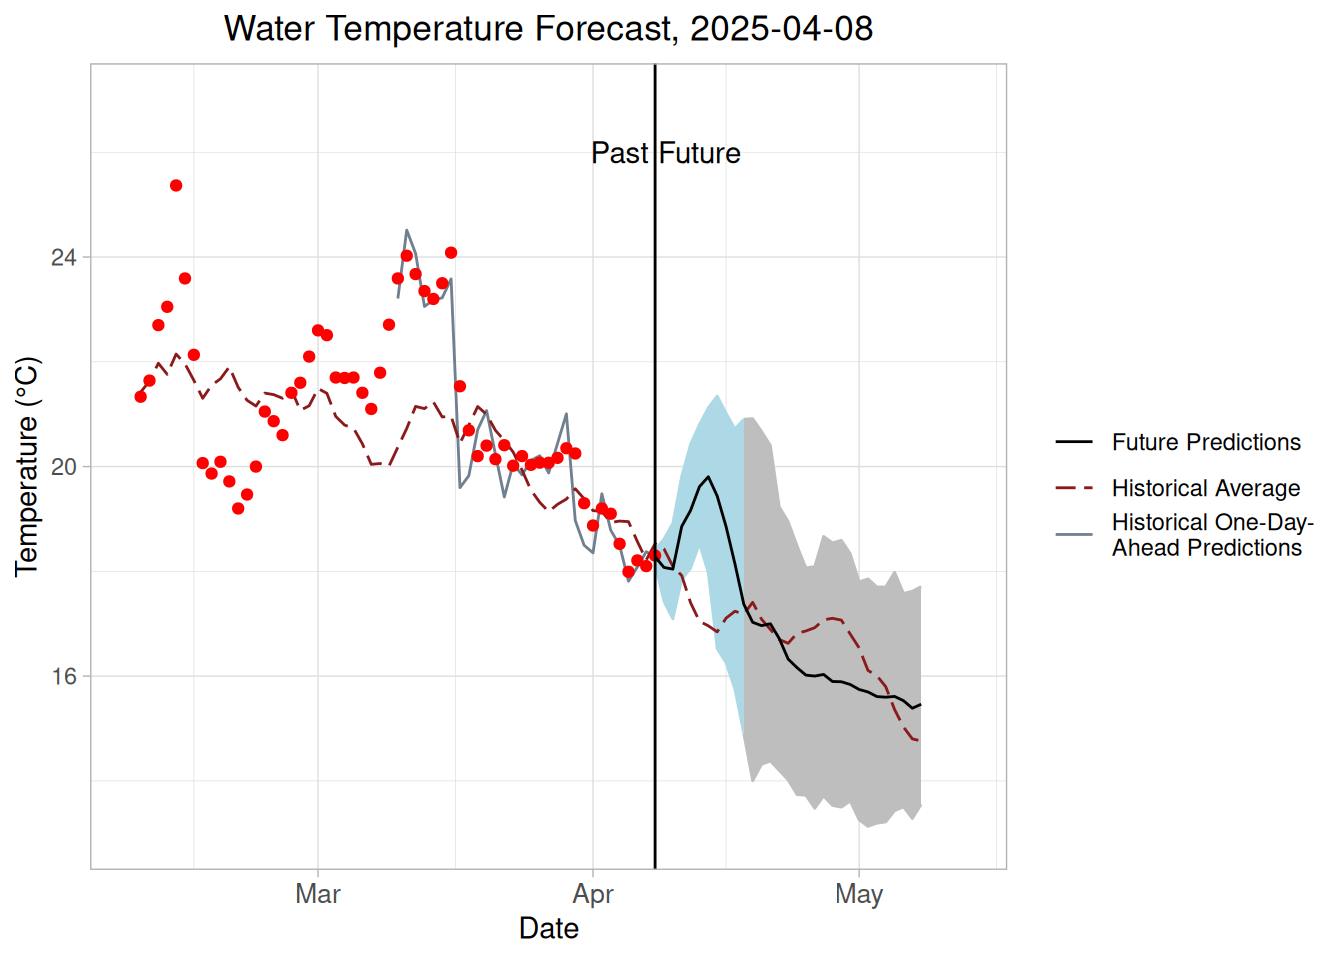 Water Temperature Forecast, 2025-04-08
Past Future
24
20
16
Temperature (°C)
Mar Apr May
Date
Future Predictions
Historical Average
Historical One-Day-
Ahead Predictions